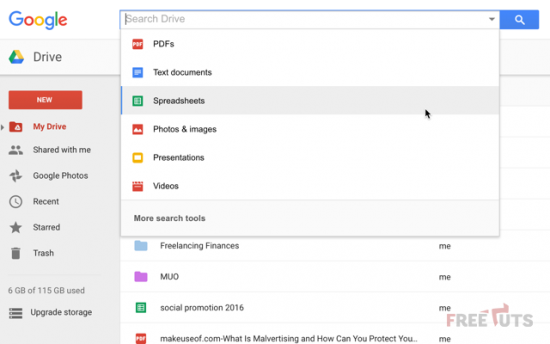 Google
Search Drive
Drive
PDFs
Text documents
Spreadsheets
Photos & images
Presentations
Videos
More search tools
NEW
My Drive
Shared with me
Google Photos
Recent
Starred
Trash
6 GB of 115 GB used
Upgrade storage
Freelancing Finances me
MUO me
social promotion 2016 me
PDF makeuseof.com-What Is Malvertising and How Can You Protect You... me
FREETUTS